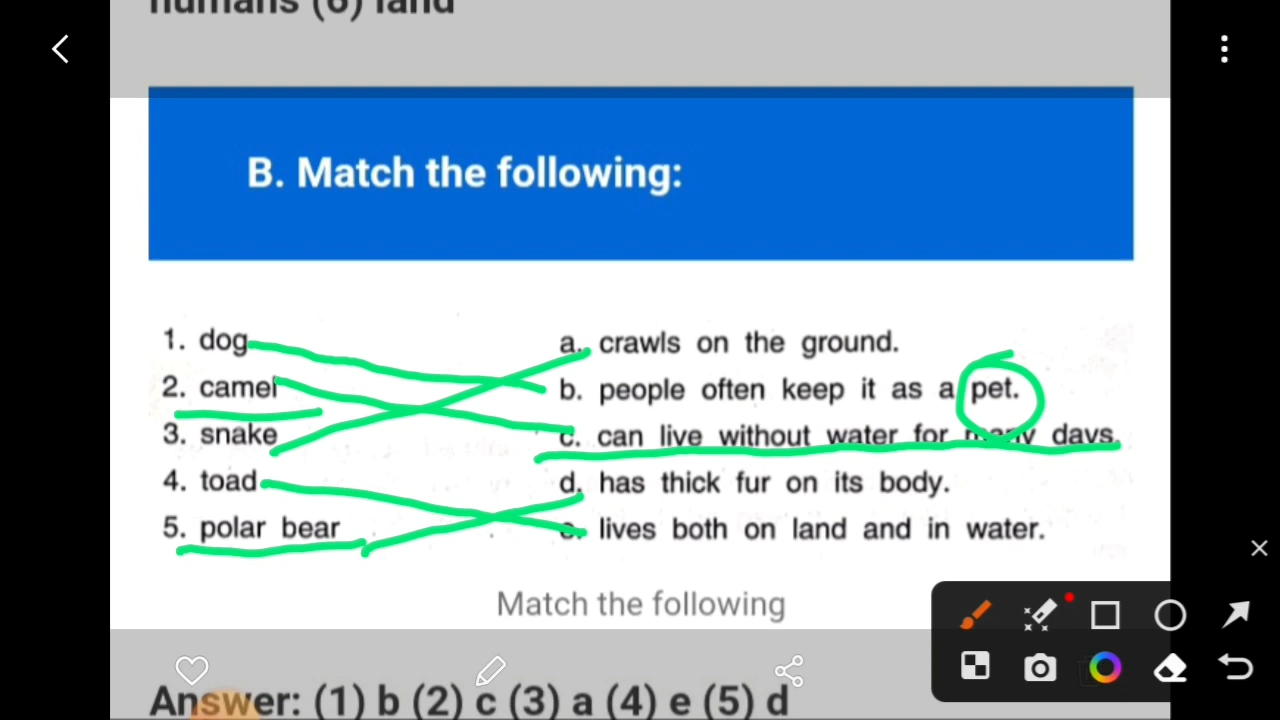 humans (6) land
B. Match the following:
1. dog
a. crawls on the ground.
2. camel
b. people often keep it as a pet.
3. snake
c. can live without water for many days.
4. toad
d. has thick fur on its body.
5. polar bear
e. lives both on land and in water.
Match the following
Answer: (1) b (2) c (3) a (4) e (5) d